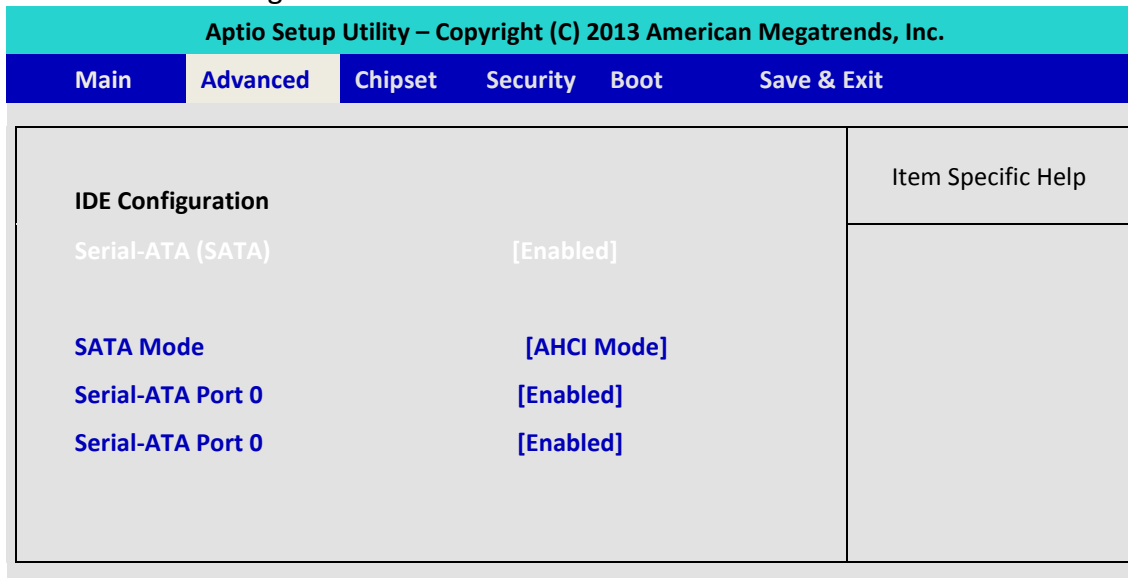 Aptio Setup Utility – Copyright (C) 2013 American Megatrends, Inc.
Main Advanced Chipset Security Boot Save & Exit
IDE Configuration
Item Specific Help
Serial-ATA (SATA) [Enabled]
SATA Mode [AHCI Mode]
Serial-ATA Port 0 [Enabled]
Serial-ATA Port 0 [Enabled]